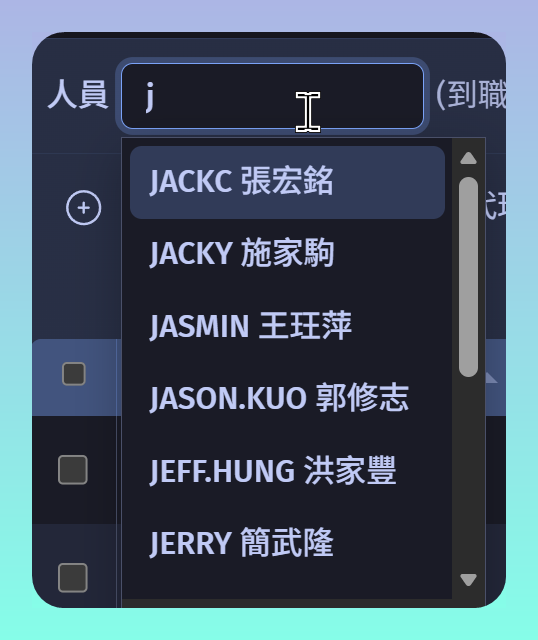 人員 j (到職
JACKC 張宏銘
JACKY 施家駒
JASMIN 王玨萍
JASON.KUO 郭修志
JEFF.HUNG 洪家豐
JERRY 簡武隆